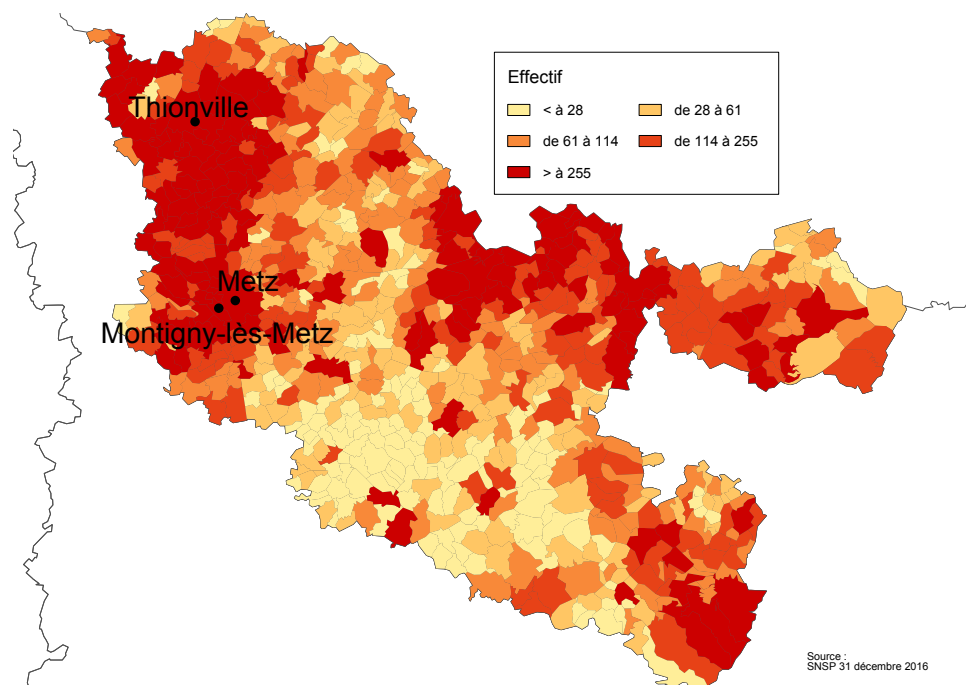 Effectif
< à 28
de 28 à 61
de 61 à 114
de 114 à 255
> à 255
Thionville
Metz
Montigny-lès-Metz
Source :
SNSP 31 décembre 2016